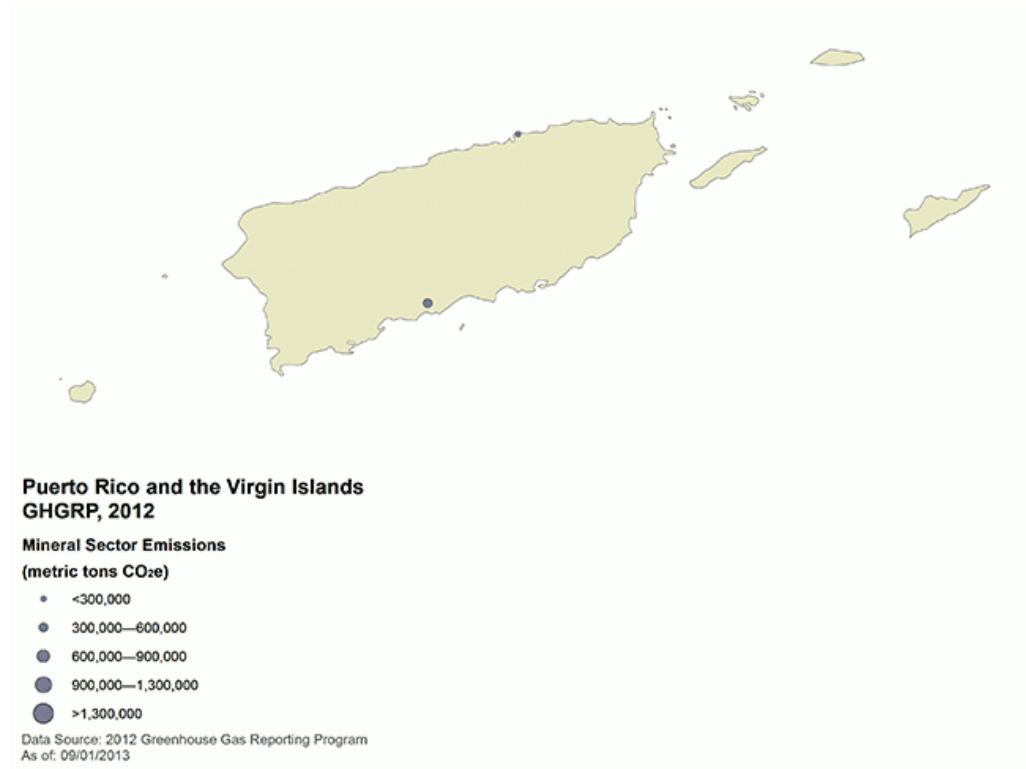 Puerto Rico and the Virgin Islands
GHGRP, 2012
Mineral Sector Emissions
(metric tons CO₂e)
<300,000
300,000—600,000
600,000—900,000
900,000—1,300,000
>1,300,000
Data Source: 2012 Greenhouse Gas Reporting Program
As of: 09/01/2013